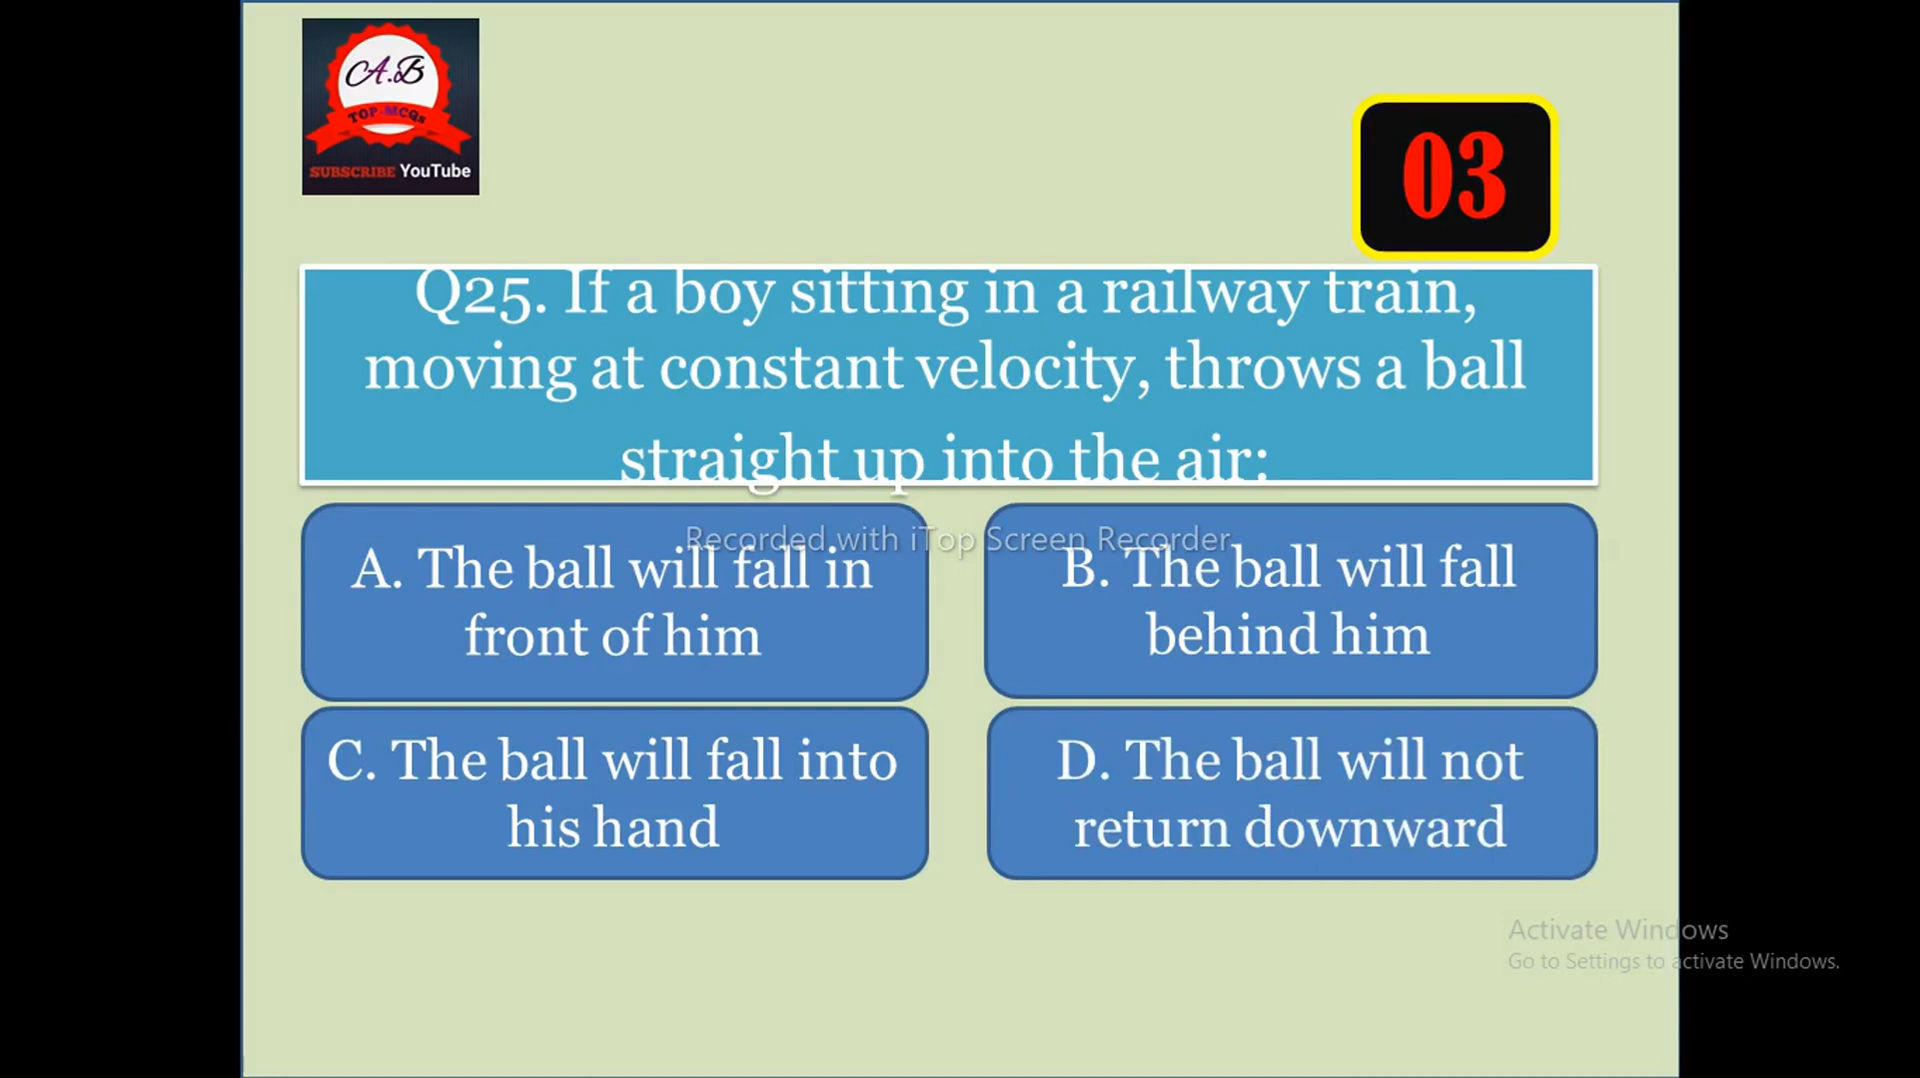 A.B
TOP-MCQs
SUBSCRIBE YouTube
03
Q25. If a boy sitting in a railway train,
moving at constant velocity, throws a ball
straight up into the air:
Recorded with iTop Screen Recorder
A. The ball will fall in
front of him
B. The ball will fall
behind him
C. The ball will fall into
his hand
D. The ball will not
return downward
Activate Windows
Go to Settings to activate Windows.